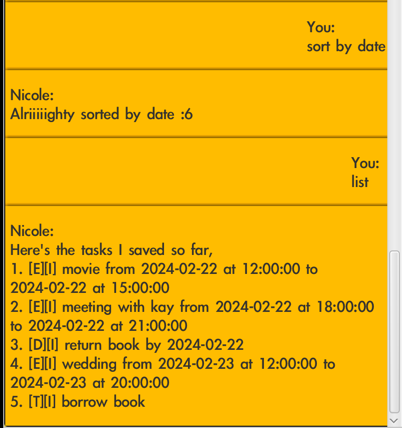 You:
sort by date
Nicole:
Alriiiiighty sorted by date :6
You:
list
Nicole:
Here's the tasks I saved so far,
1. [E][I] movie from 2024-02-22 at 12:00:00 to
2024-02-22 at 15:00:00
2. [E][I] meeting with kay from 2024-02-22 at 18:00:00
to 2024-02-22 at 21:00:00
3. [D][I] return book by 2024-02-22
4. [E][I] wedding from 2024-02-23 at 12:00:00 to
2024-02-23 at 20:00:00
5. [T][I] borrow book